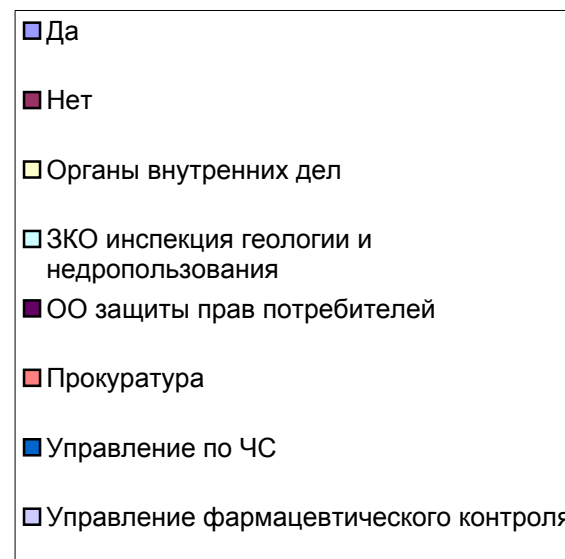 Да
Нет
Органы внутренних дел
ЗКО инспекция геологии и
недропользования
ОО защиты прав потребителей
Прокуратура
Управление по ЧС
Управление фармацевтического контроля